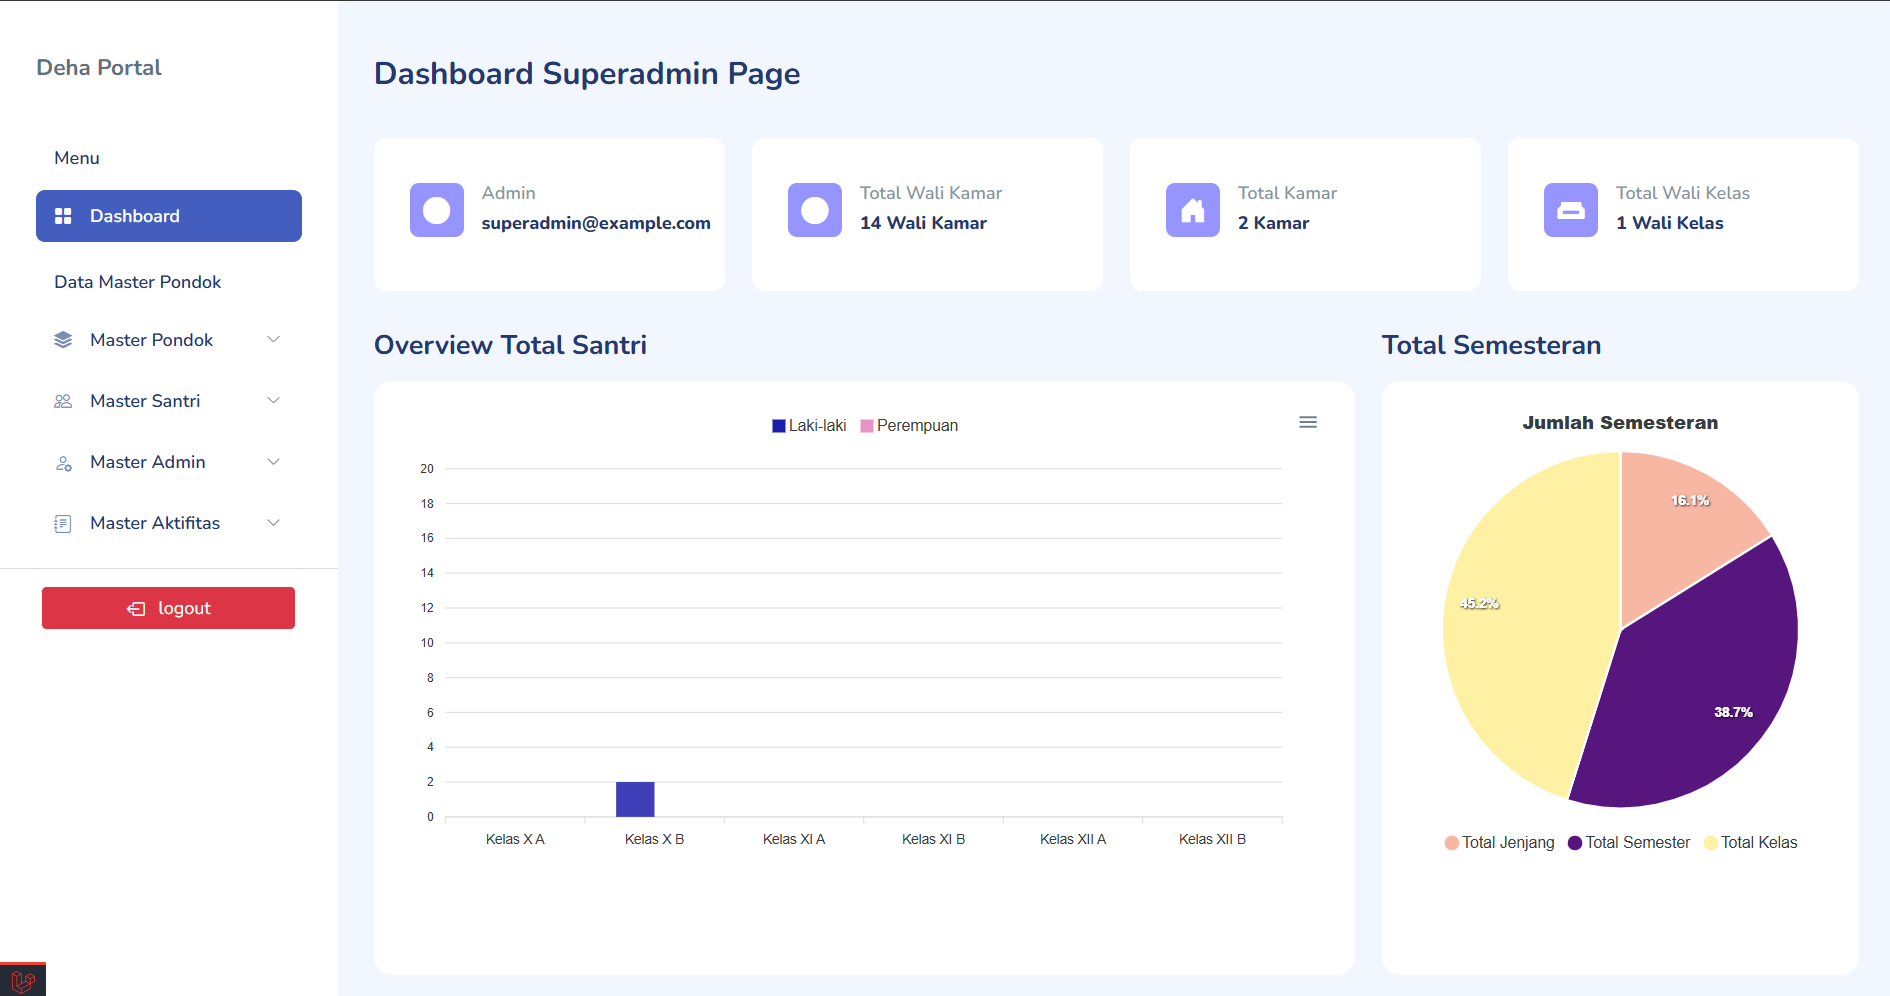 Deha Portal
Menu
Dashboard
Data Master Pondok
Master Pondok
Master Santri
Master Admin
Master Aktifitas
logout
Dashboard Superadmin Page
Admin
superadmin@example.com
Total Wali Kamar
14 Wali Kamar
Total Kamar
2 Kamar
Total Wali Kelas
1 Wali Kelas
Overview Total Santri
Laki-laki Perempuan
20
18
16
14
12
10
8
6
4
2
0
Kelas X A Kelas X B Kelas XI A Kelas XI B Kelas XII A Kelas XII B
Total Semesteran
Jumlah Semesteran
16.1%
45.2%
38.7%
Total Jenjang Total Semester Total Kelas